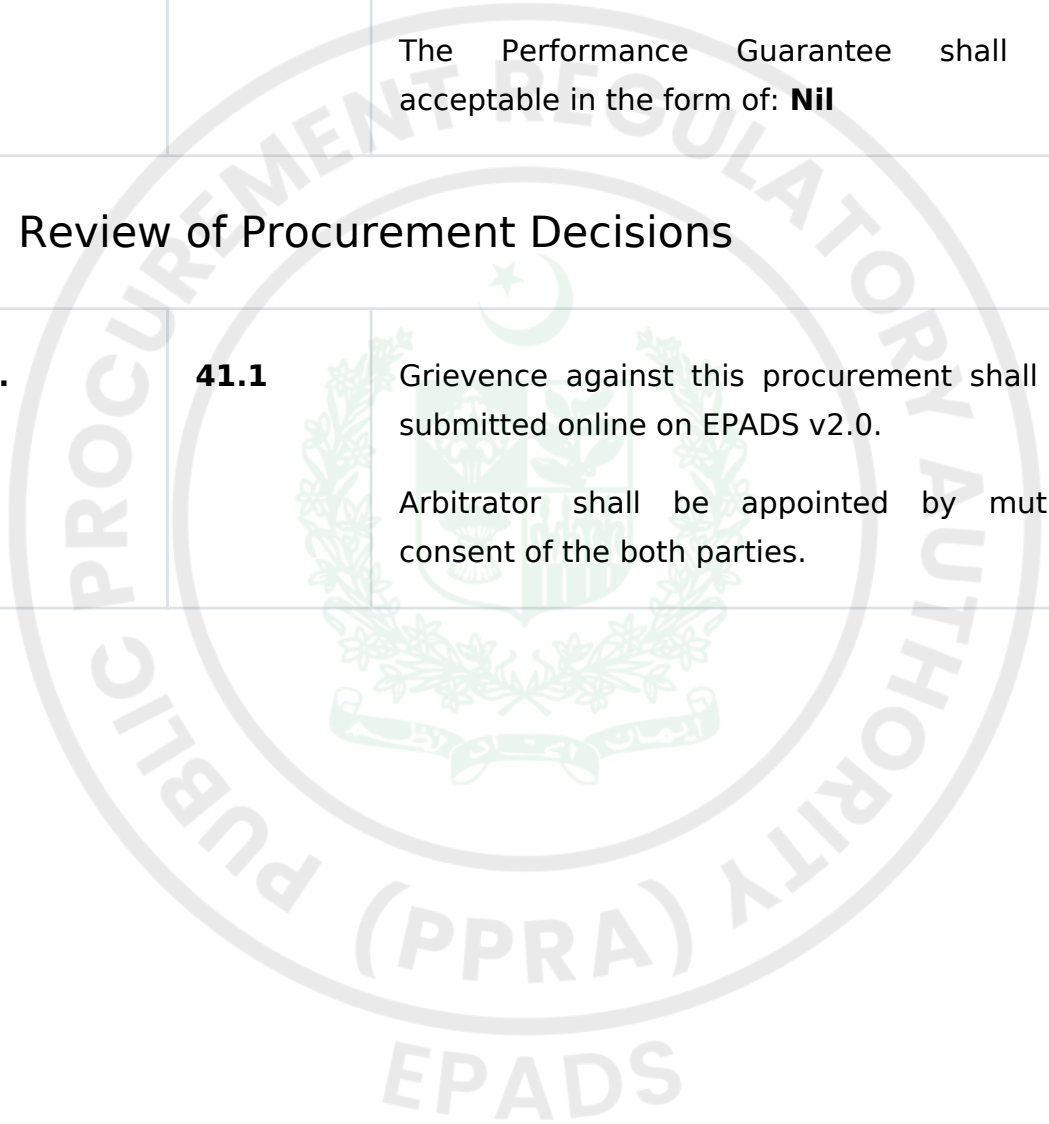 The Performance Guarantee shall
acceptable in the form of: Nil
Review of Procurement Decisions
.
41.1
Grievence against this procurement shall
submitted online on EPADS v2.0.
Arbitrator shall be appointed by mut
consent of the both parties.
PUBLIC PROCUREMENT REGULATORY AUTHORITY
(PPRA)
EPADS